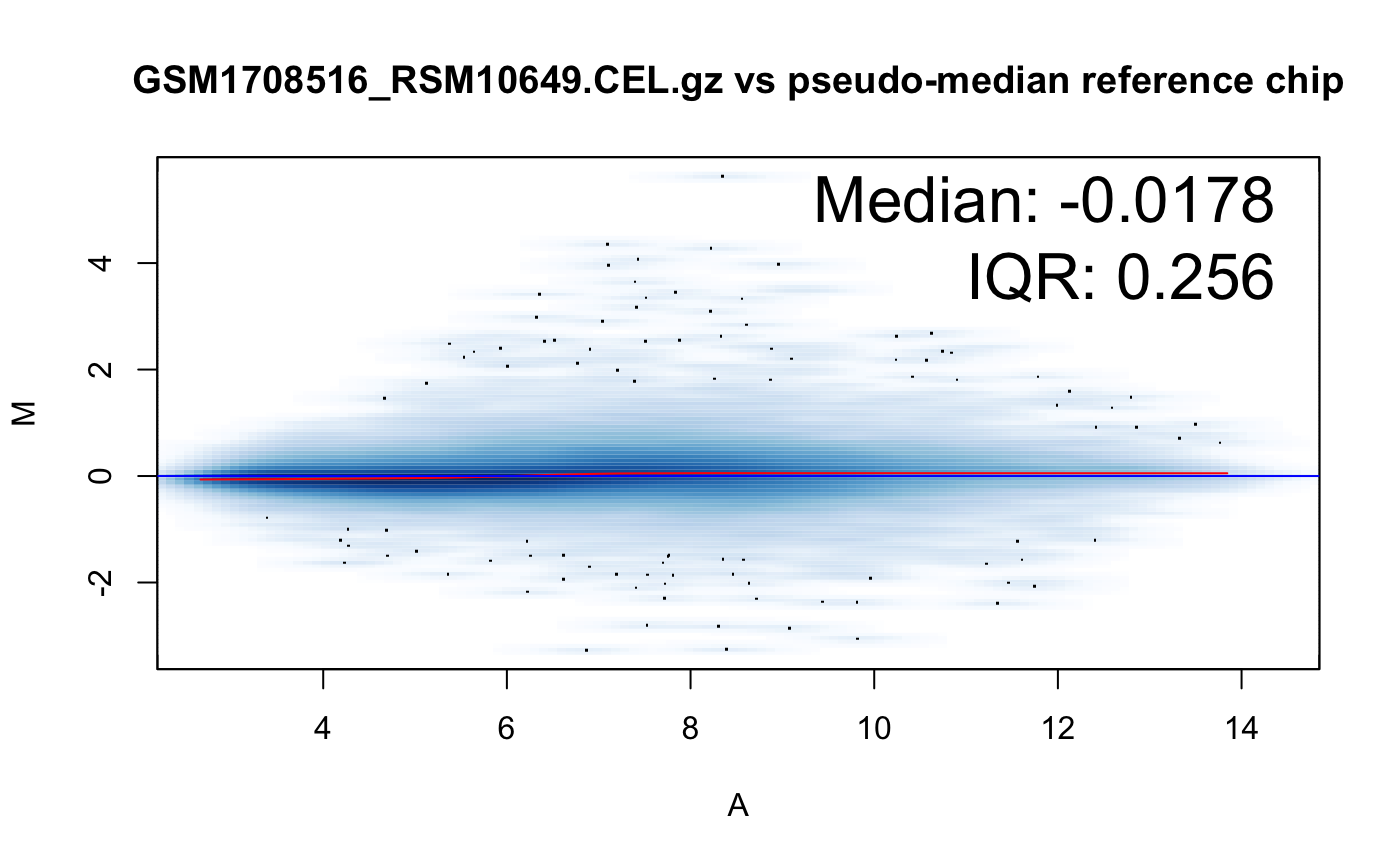 GSM1708516_RSM10649.CEL.gz vs pseudo-median reference chip
Median: -0.0178
IQR: 0.256
4
2
0
-2
M
4 6 8 10 12 14
A